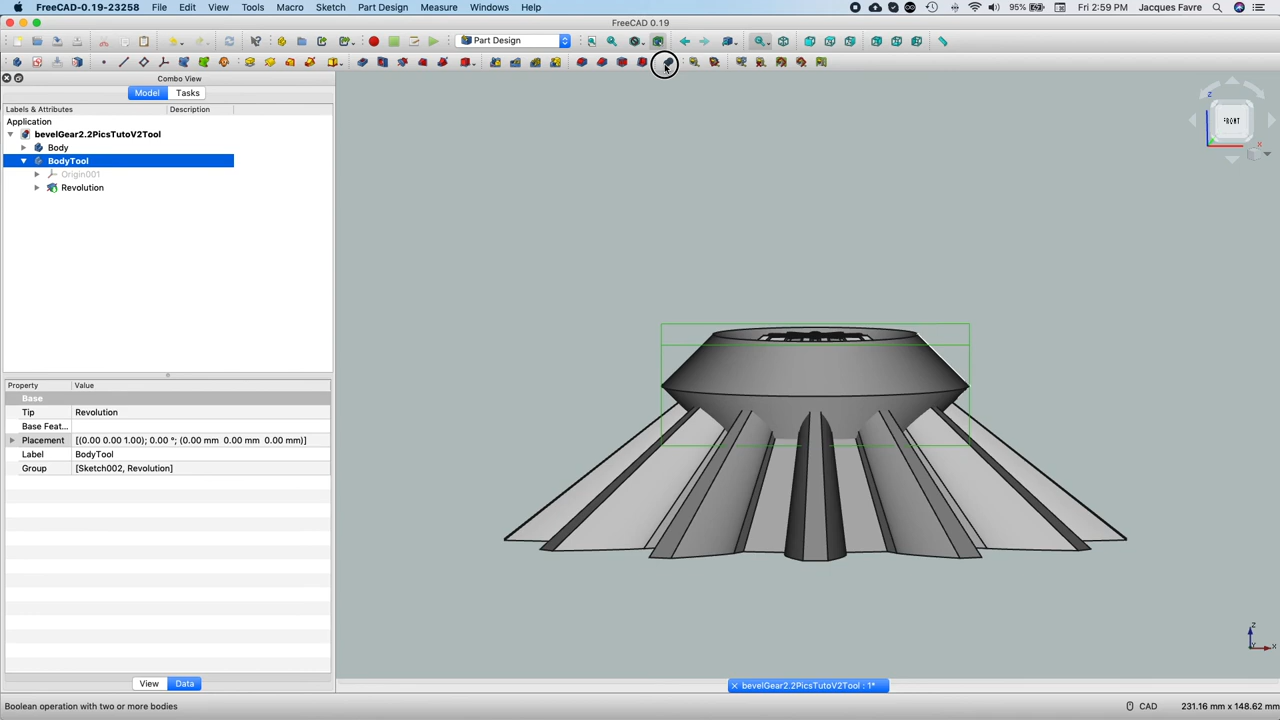 FreeCAD-0.19-23258 File Edit View Tools Macro Sketch Part Design Measure Windows Help 95% Fri 2:59 PM Jacques Favre
FreeCAD 0.19
Part Design
Combo View
Model Tasks
Labels & Attributes Description
Application
bevelGear2.2PicsTutoV2Tool
Body
BodyTool
Origin001
Revolution
FRONT
Z
X
Property Value
Base
Tip Revolution
Base Feat...
Placement [(0.00 0.00 1.00); 0.00 °; (0.00 mm 0.00 mm 0.00 mm)]
Label BodyTool
Group [Sketch002, Revolution]
Z
Y
X
View Data
bevelGear2.2PicsTutoV2Tool : 1*
Boolean operation with two or more bodies CAD 231.16 mm x 148.62 mm